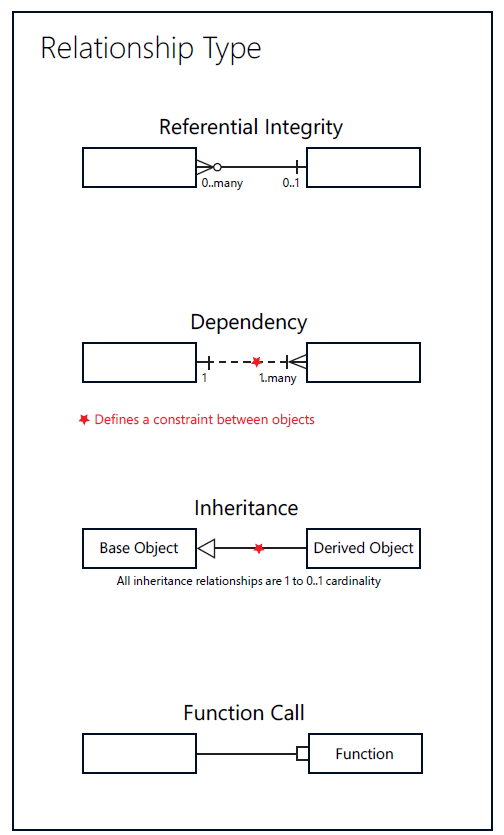 Relationship Type
Referential Integrity
0..many 0..1
Dependency
1 1..many
Defines a constraint between objects
Inheritance
Base Object Derived Object
All inheritance relationships are 1 to 0..1 cardinality
Function Call
Function